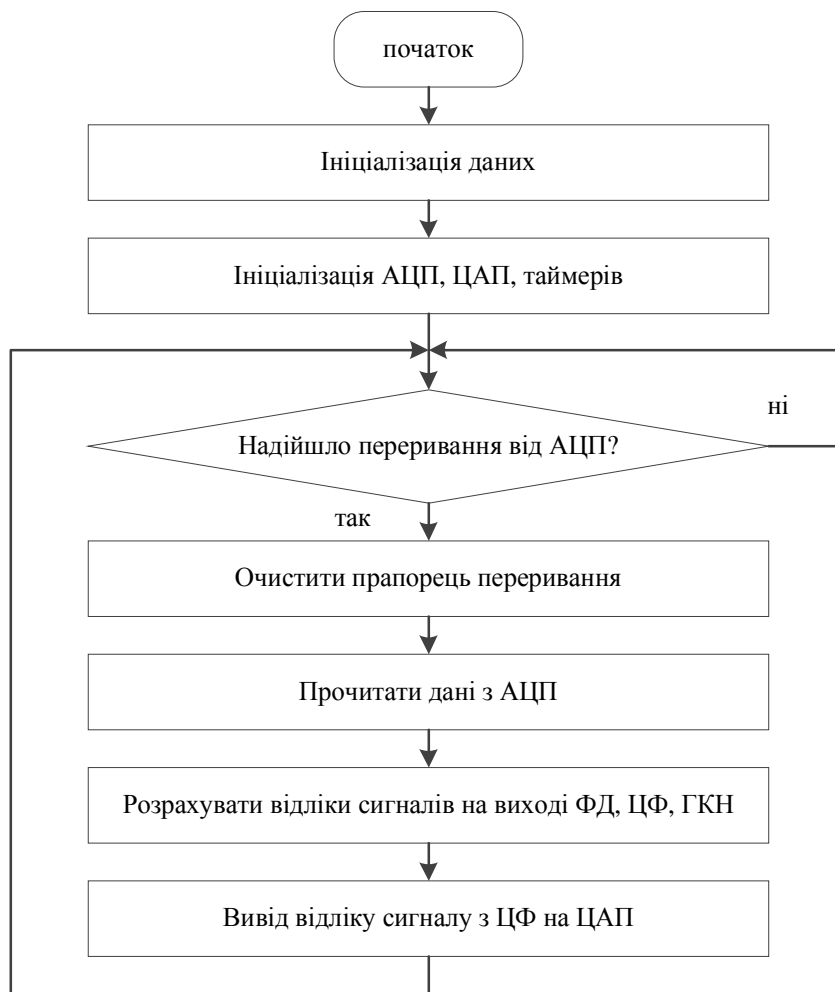 початок
Ініціалізація даних
Ініціалізація АЦП, ЦАП, таймерів
ні
Надійшло переривання від АЦП?
так
Очистити прапорець переривання
Прочитати дані з АЦП
Розрахувати відліки сигналів на виході ФД, ЦФ, ГКН
Вивід відліку сигналу з ЦФ на ЦАП